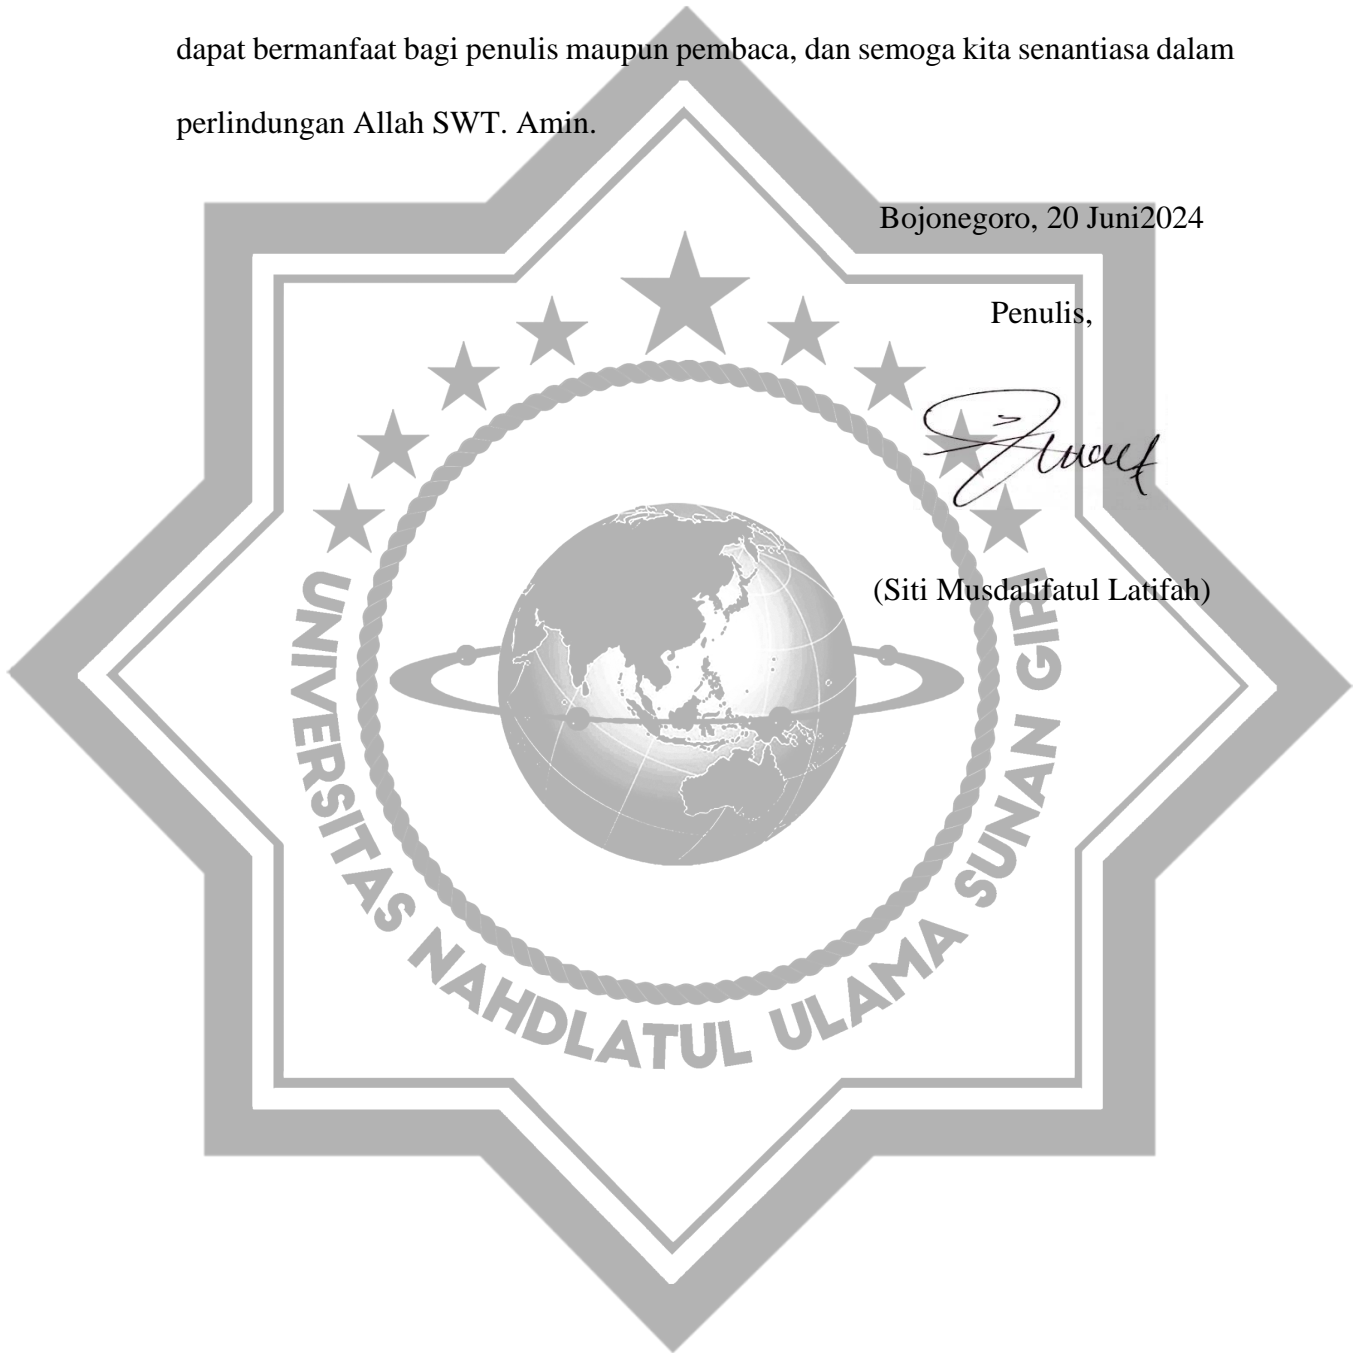 dapat bermanfaat bagi penulis maupun pembaca, dan semoga kita senantiasa dalam
perlindungan Allah SWT. Amin.
Bojonegoro, 20 Juni2024
Penulis,
(Siti Musdalifatul Latifah)
UNIVERSITAS NAHDLATUL ULAMA SUNAN GIRI